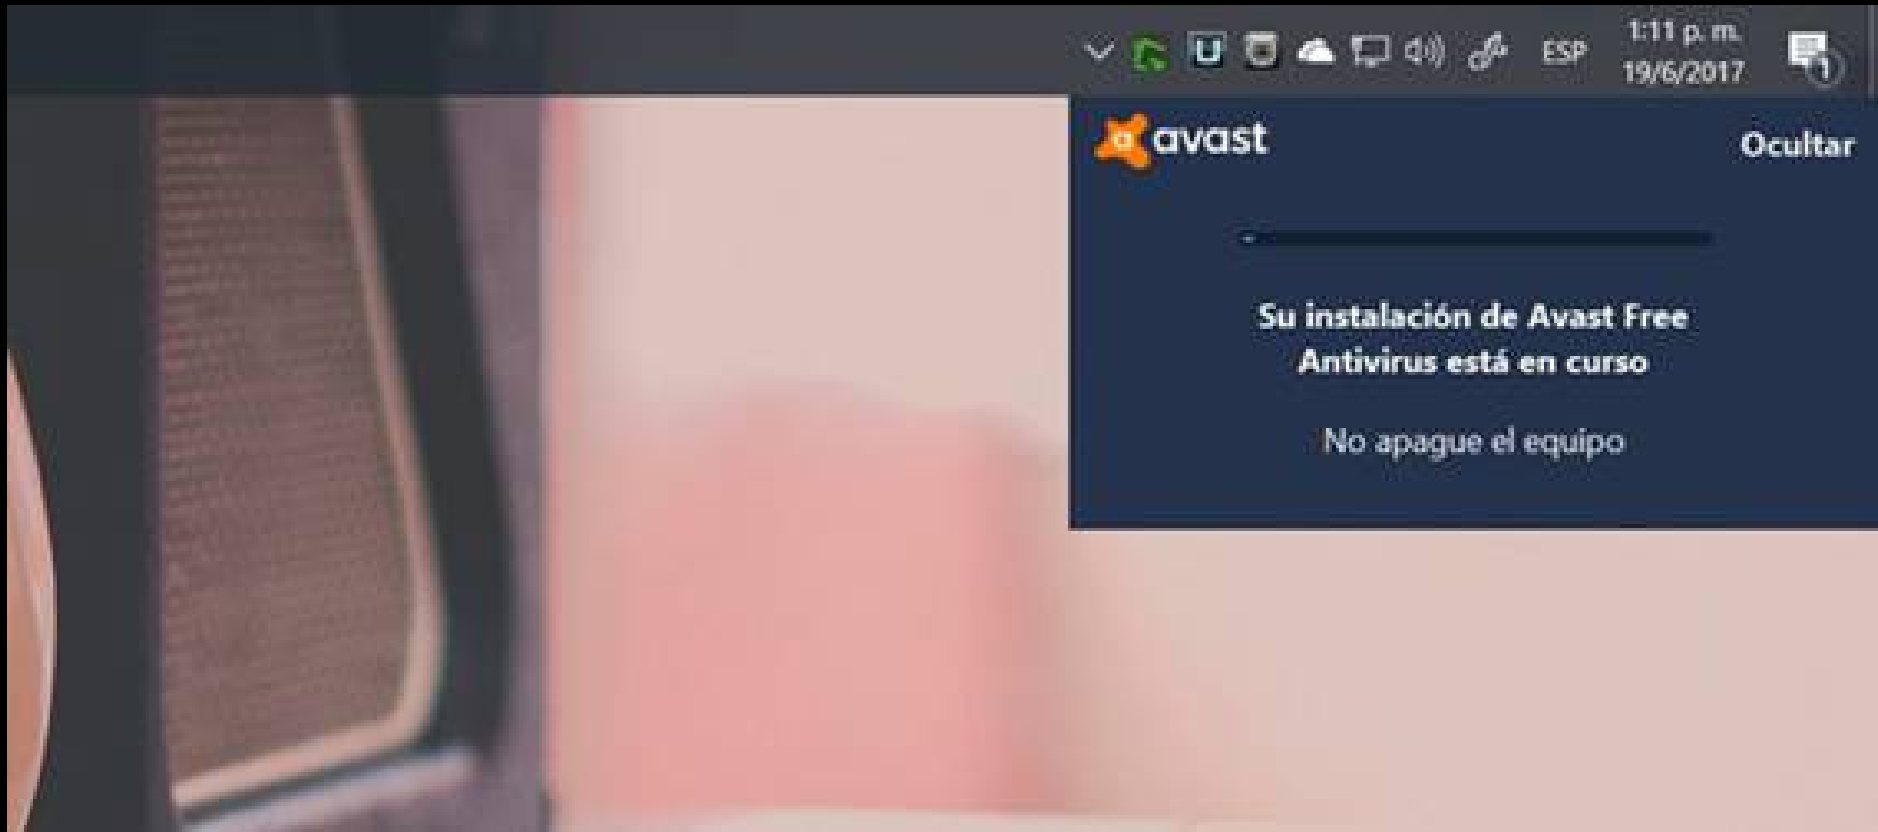 ESP
1:11 p. m.
19/6/2017
1
avast
Ocultar
Su instalación de Avast Free
Antivirus está en curso
No apague el equipo